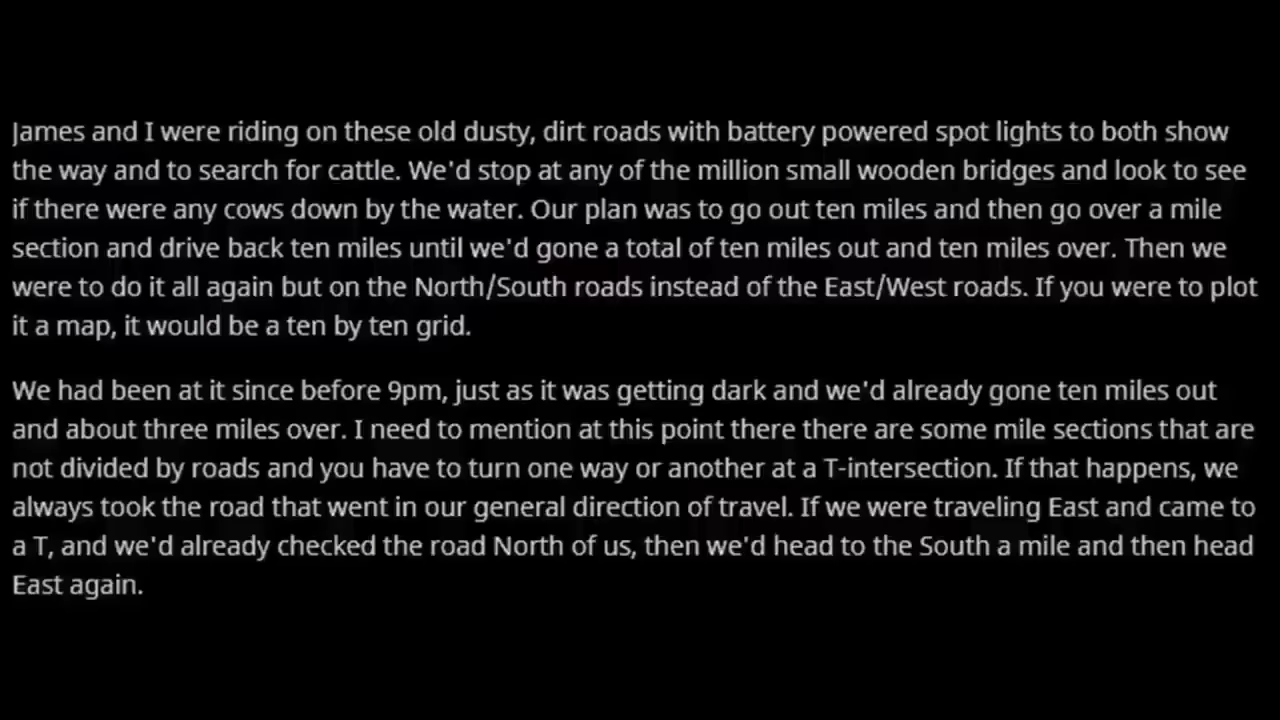 James and I were riding on these old dusty, dirt roads with battery powered spot lights to both show
the way and to search for cattle. We'd stop at any of the million small wooden bridges and look to see
if there were any cows down by the water. Our plan was to go out ten miles and then go over a mile
section and drive back ten miles until we'd gone a total of ten miles out and ten miles over. Then we
were to do it all again but on the North/South roads instead of the East/West roads. If you were to plot
it a map, it would be a ten by ten grid.
We had been at it since before 9pm, just as it was getting dark and we'd already gone ten miles out
and about three miles over. I need to mention at this point there there are some mile sections that are
not divided by roads and you have to turn one way or another at a T-intersection. If that happens, we
always took the road that went in our general direction of travel. If we were traveling East and came to
a T, and we'd already checked the road North of us, then we'd head to the South a mile and then head
East again.